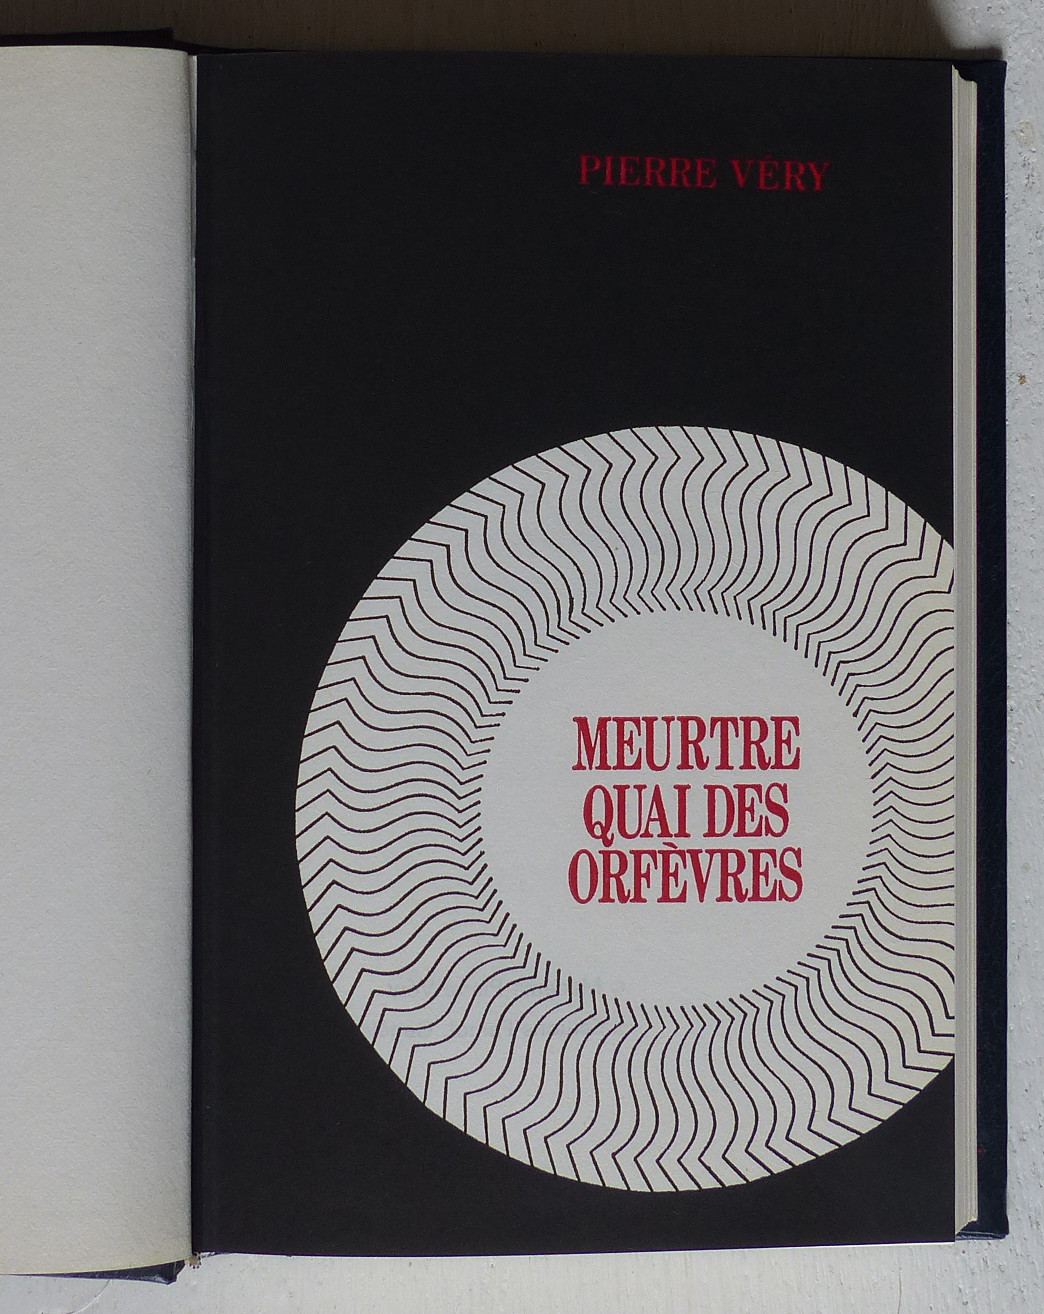 PIERRE VÉRY
MEURTRE
QUAI DES
ORFÈVRES